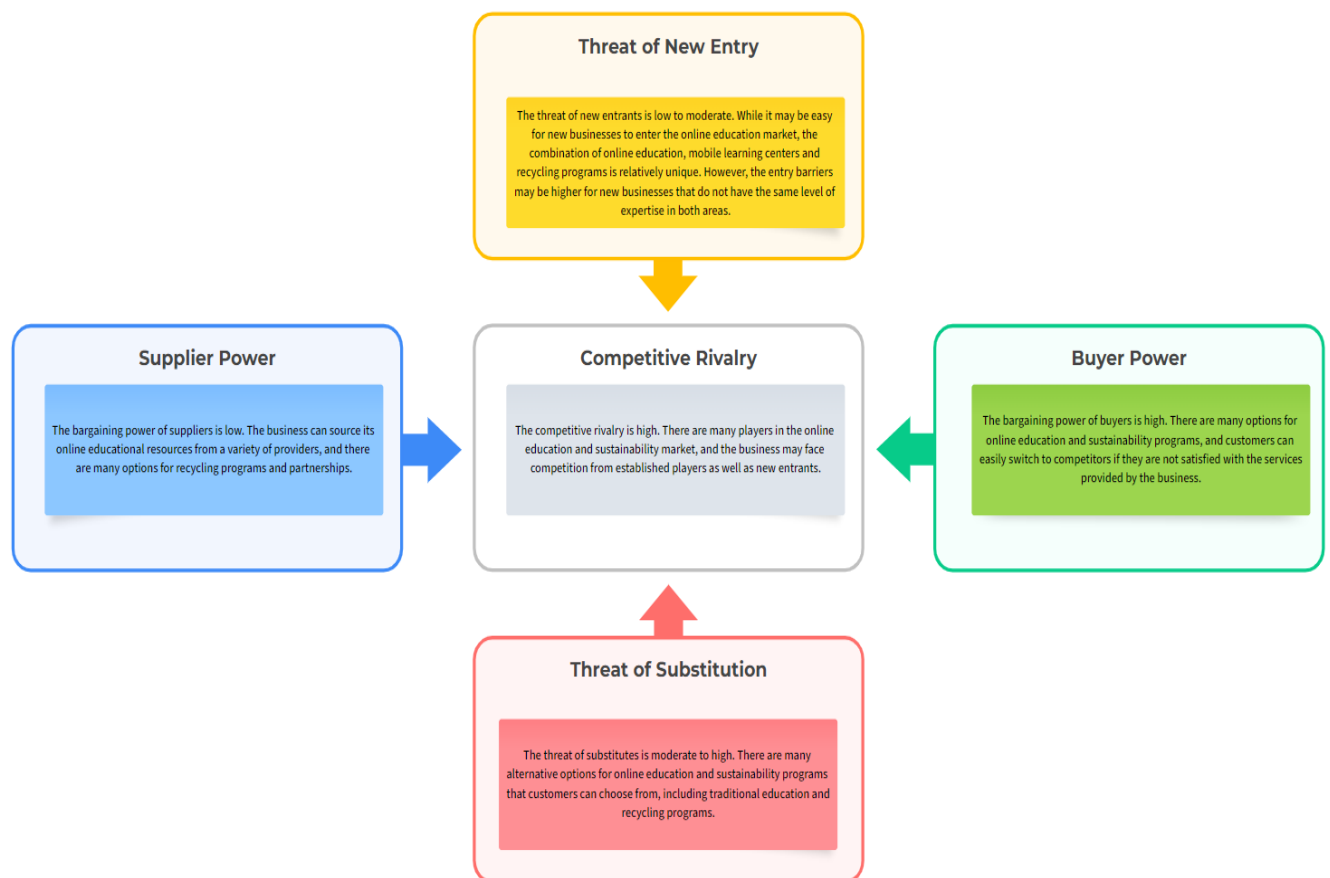 Threat of New Entry
The threat of new entrants is low to moderate. While it may be easy
for new businesses to enter the online education market, the
combination of online education, mobile learning centers and
recycling programs is relatively unique. However, the entry barriers
may be higher for new businesses that do not have the same level of
expertise in both areas.
Supplier Power
The bargaining power of suppliers is low. The business can source its
online educational resources from a variety of providers, and there
are many options for recycling programs and partnerships.
Competitive Rivalry
The competitive rivalry is high. There are many players in the online
education and sustainability market, and the business may face
competition from established players as well as new entrants.
Buyer Power
The bargaining power of buyers is high. There are many options for
online education and sustainability programs, and customers can
easily switch to competitors if they are not satisfied with the services
provided by the business.
Threat of Substitution
The threat of substitutes is moderate to high. There are many
alternative options for online education and sustainability programs
that customers can choose from, including traditional education and
recycling programs.